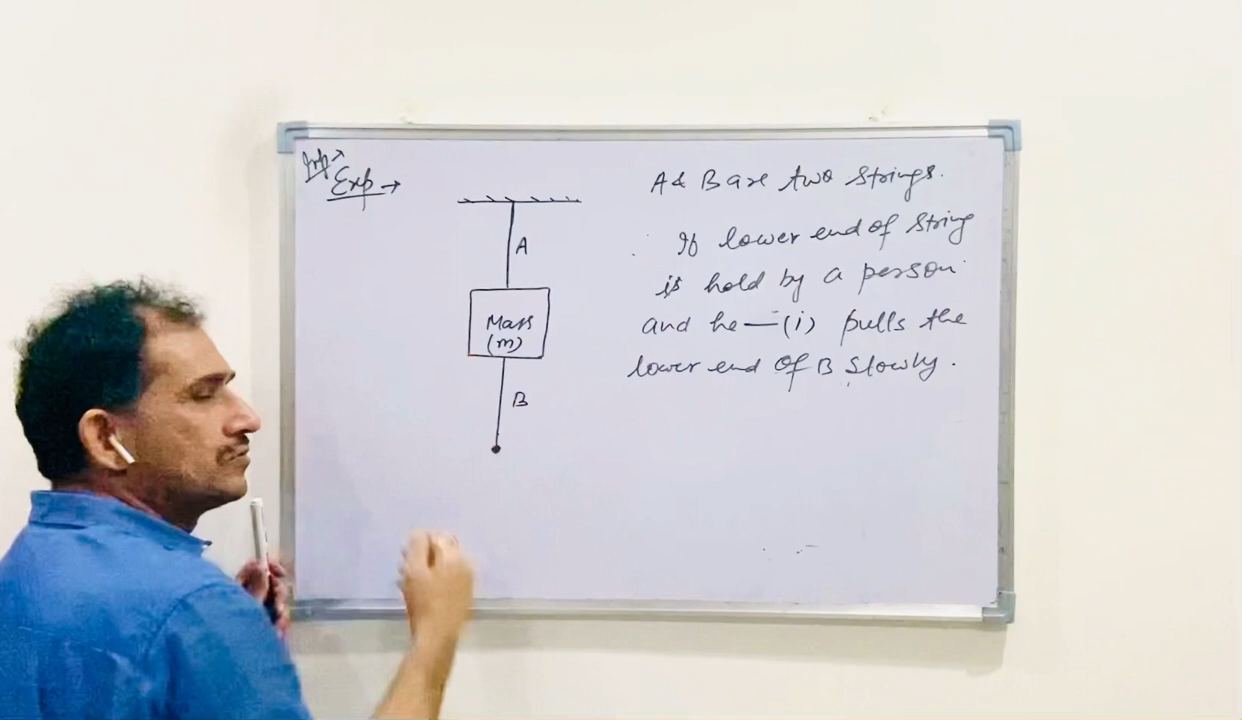 Imp →
Exp →
A & B are two strings.
If lower end of string
is hold by a person
and he — (i) pulls the
lower end of B slowly.
A
Mass
(m)
B